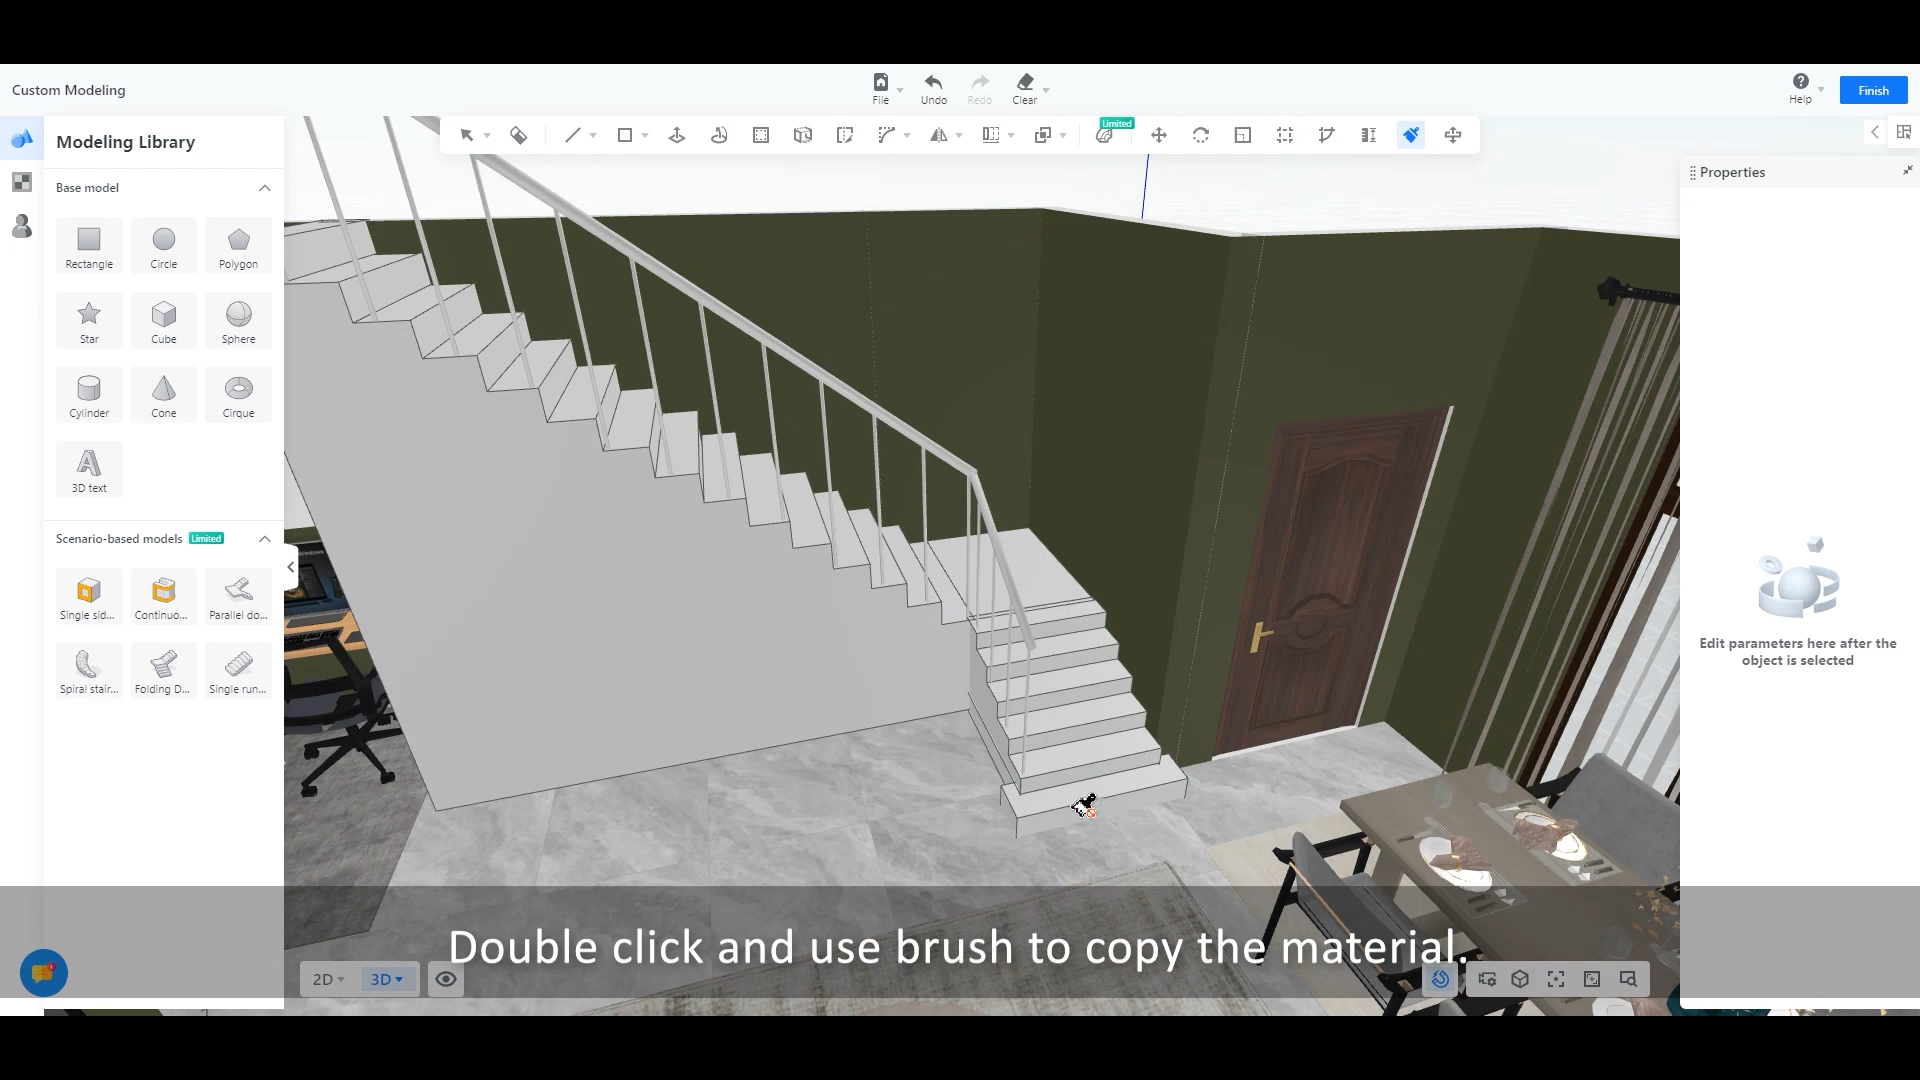 Custom Modeling
File
Undo
Redo
Clear
Help
Finish
Limited
Modeling Library
Base model
Rectangle
Circle
Polygon
Star
Cube
Sphere
Cylinder
Cone
Cirque
3D text
Scenario-based models Limited
Single sid...
Continuo...
Parallel do...
Spiral stair...
Folding D...
Single run...
Properties
Edit parameters here after the
object is selected
Double click and use brush to copy the material.
2D
3D